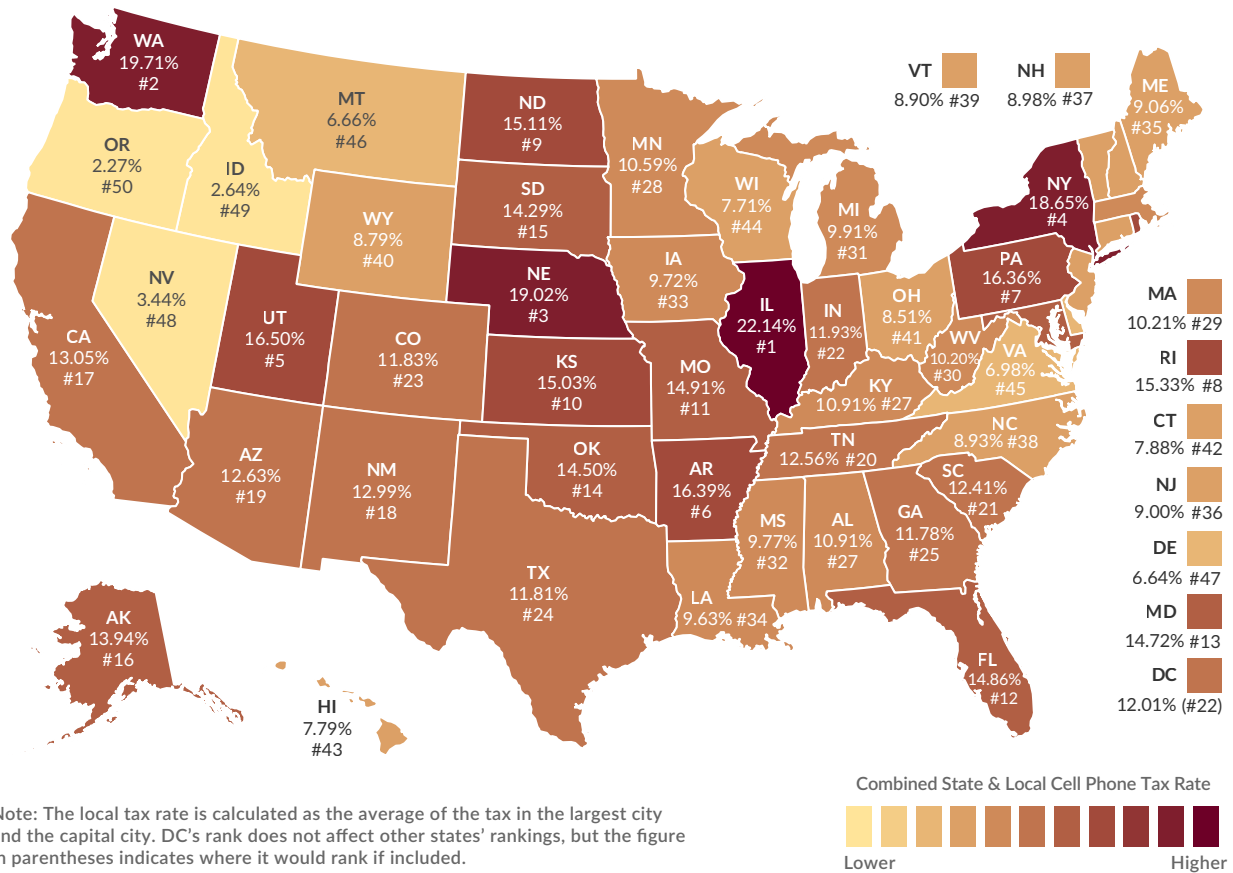 WA
19.71%
#2
OR
2.27%
#50
ID
2.64%
#49
MT
6.66%
#46
ND
15.11%
#9
MN
10.59%
#28
WI
7.71%
#44
MI
9.91%
#31
VT
8.90% #39
NH
8.98% #37
ME
9.06%
#35
NY
18.65%
#4
SD
14.29%
#15
WY
8.79%
#40
NV
3.44%
#48
UT
16.50%
#5
CA
13.05%
#17
CO
11.83%
#23
NE
19.02%
#3
IA
9.72%
#33
IL
22.14%
#1
IN
11.93%
#22
OH
8.51%
#41
PA
16.36%
#7
WV
10.20%
#30
VA
6.98%
#45
KS
15.03%
#10
MO
14.91%
#11
KY
10.91% #27
NC
8.93% #38
TN
12.56% #20
SC
12.41%
#21
AZ
12.63%
#19
NM
12.99%
#18
OK
14.50%
#14
AR
16.39%
#6
MS
9.77%
#32
AL
10.91%
#27
GA
11.78%
#25
TX
11.81%
#24
LA
9.63% #34
FL
14.86%
#12
AK
13.94%
#16
HI
7.79%
#43
MA
10.21% #29
RI
15.33% #8
CT
7.88% #42
NJ
9.00% #36
DE
6.64% #47
MD
14.72% #13
DC
12.01% (#22)
Combined State & Local Cell Phone Tax Rate
Lower
Higher
Note: The local tax rate is calculated as the average of the tax in the largest city
nd the capital city. DC's rank does not affect other states' rankings, but the figure
n parentheses indicates where it would rank if included.